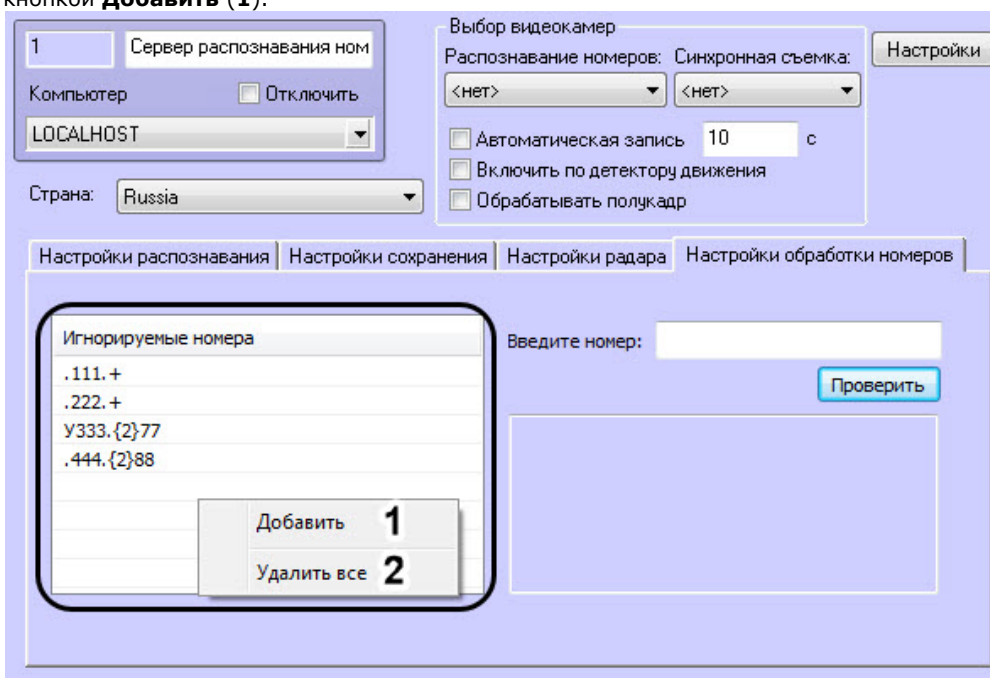 кнопкой Добавить (1).
1
Сервер распознавания ном
Компьютер
Отключить
LOCALHOST
Страна:
Russia
Выбор видеокамер
Распознавание номеров:
Синхронная съемка:
<нет>
<нет>
Автоматическая запись 10 с
Включить по детектору движения
Обрабатывать полукадр
Настройки
Настройки распознавания
Настройки сохранения
Настройки радара
Настройки обработки номеров
Игнорируемые номера
.111.+
.222.+
У333.{2}77
.444.{2}88
Добавить 1
Удалить все 2
Введите номер:
Проверить